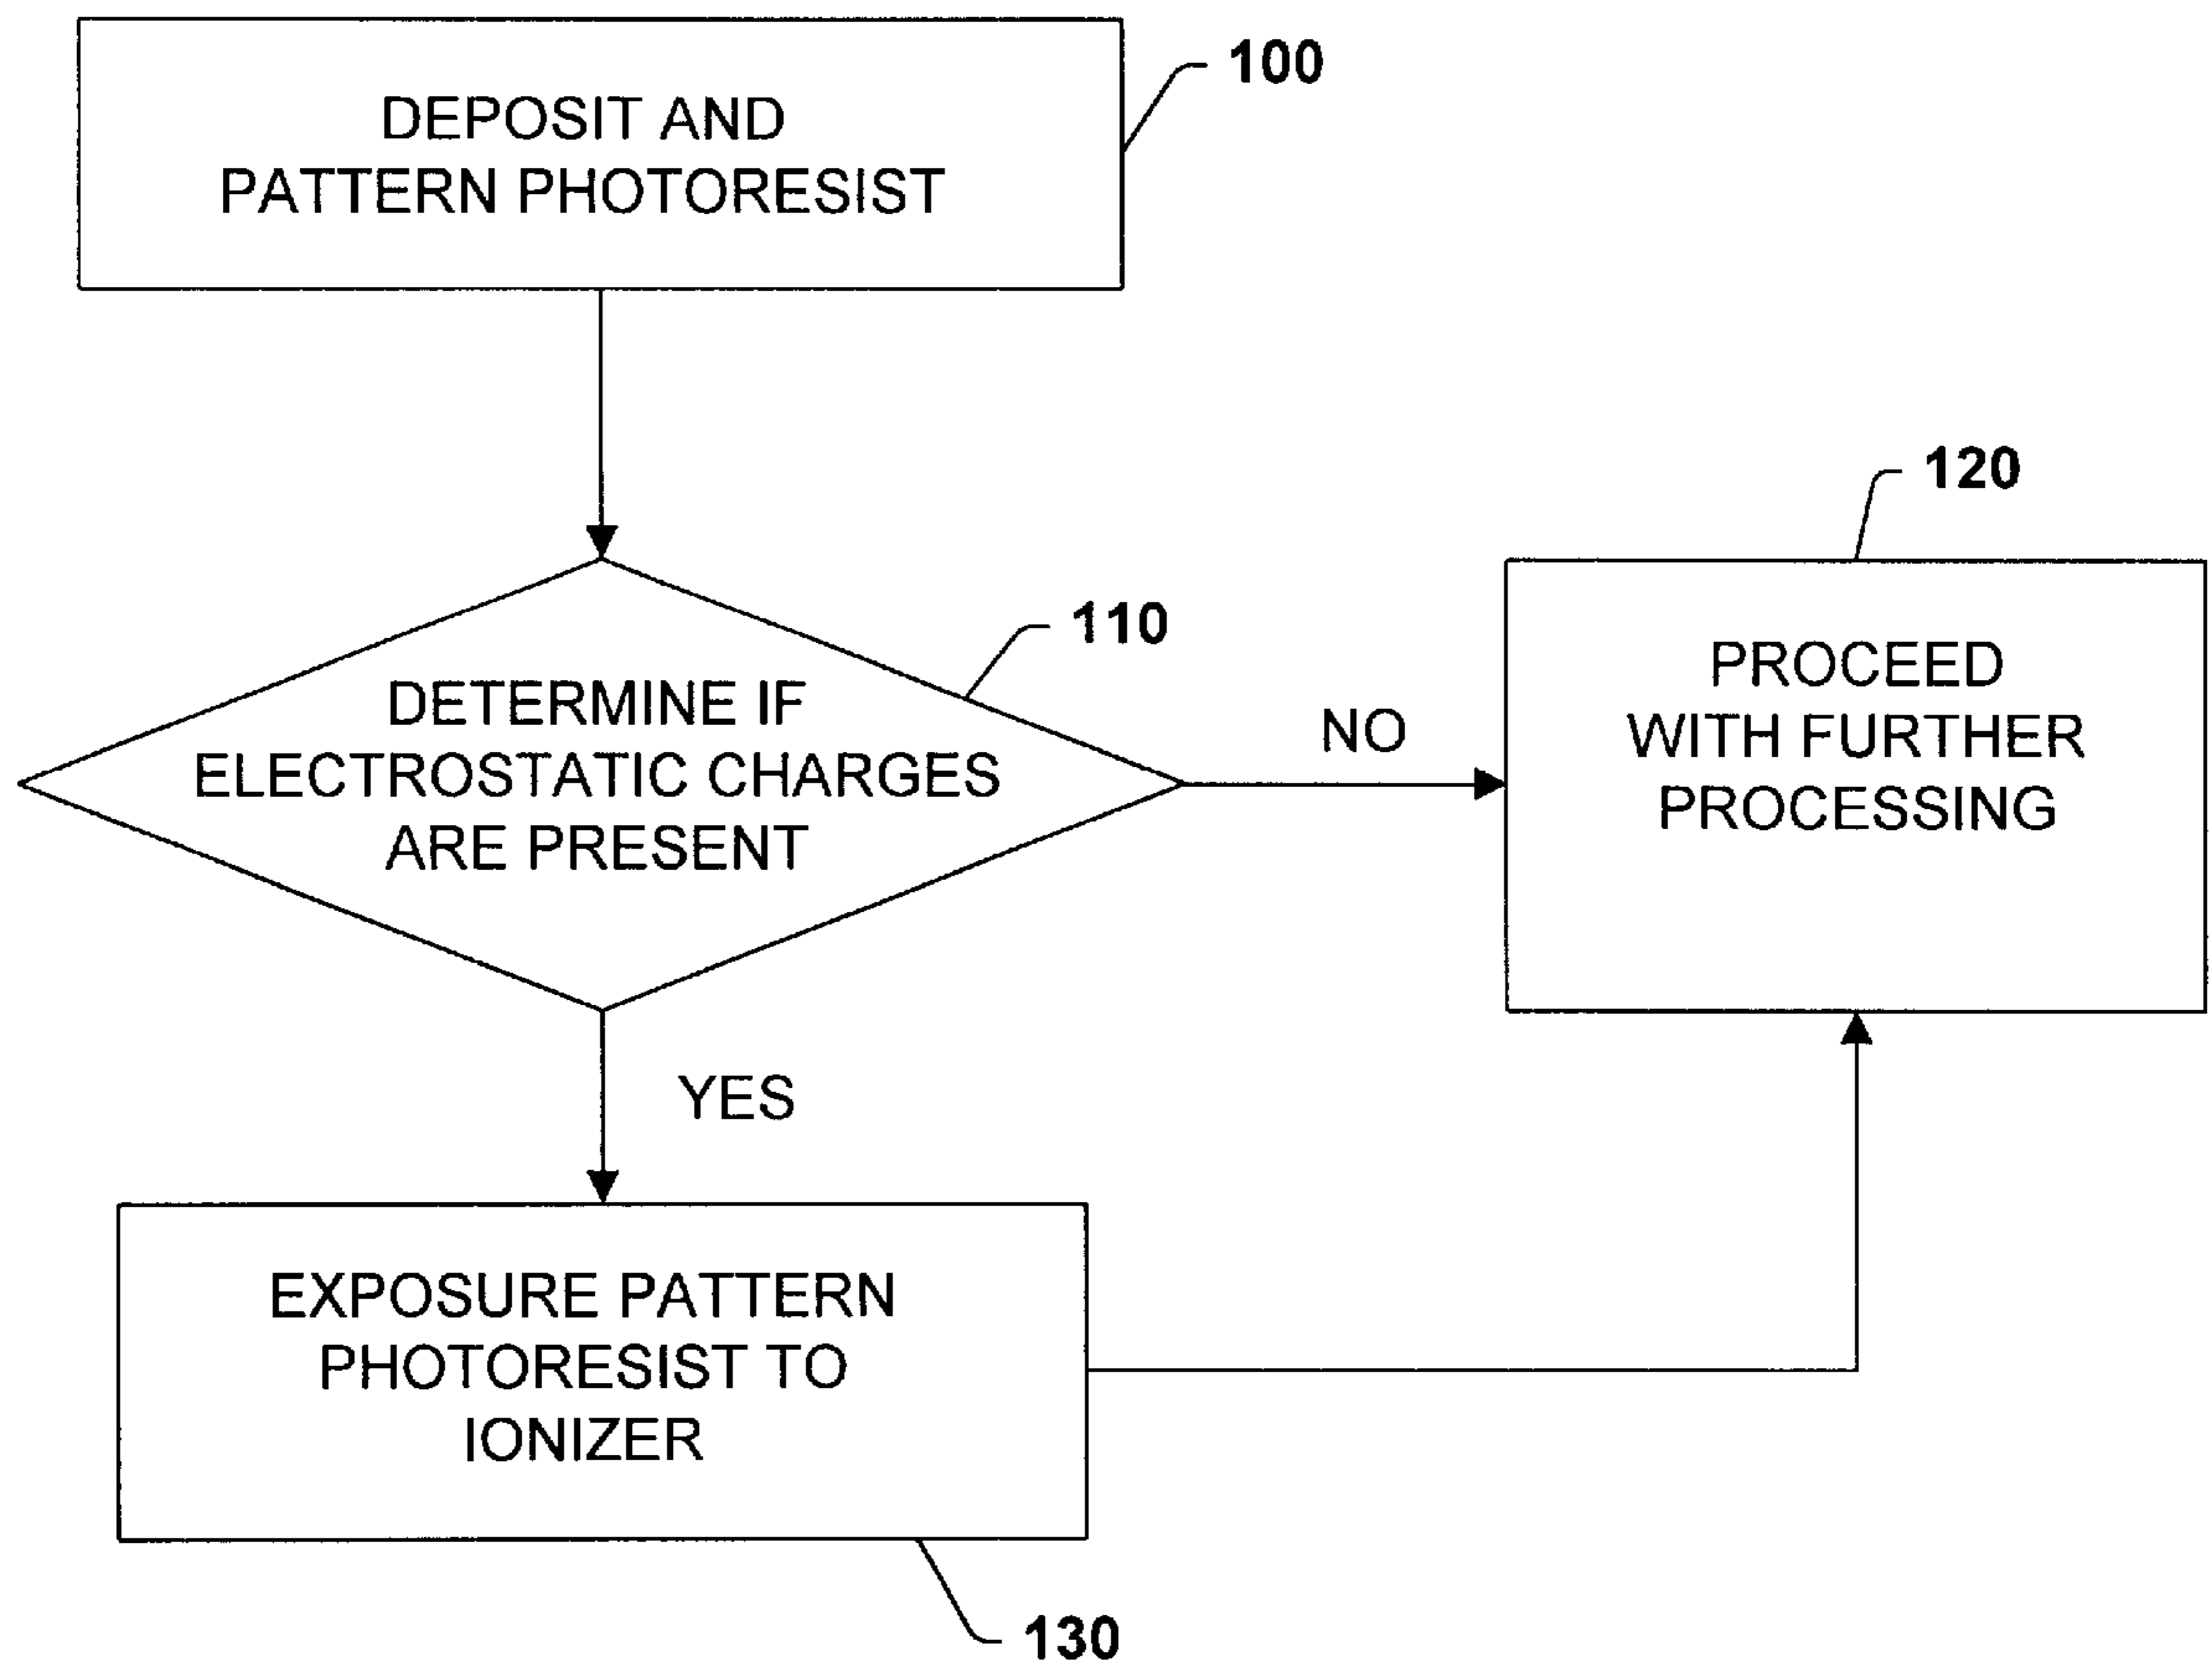 100
DEPOSIT AND
PATTERN PHOTORESIST
110
DETERMINE IF
ELECTROSTATIC CHARGES
ARE PRESENT
NO
120
PROCEED
WITH FURTHER
PROCESSING
YES
EXPOSURE PATTERN
PHOTORESIST TO
IONIZER
130